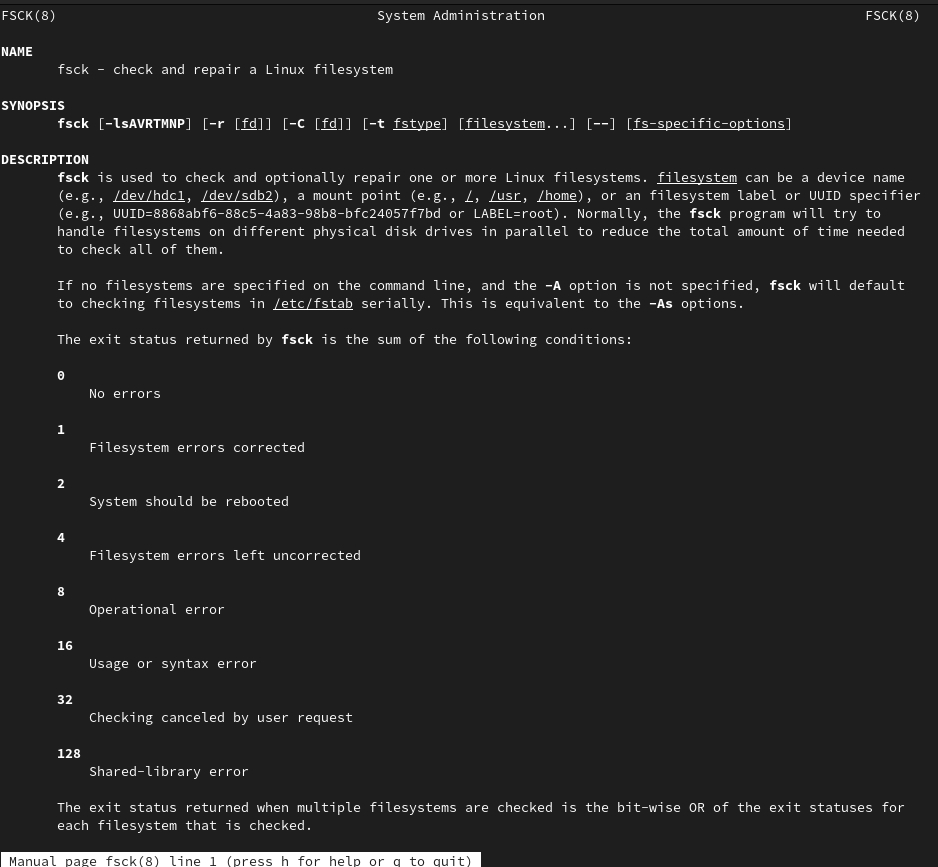 FSCK(8) System Administration FSCK(8)
NAME
fsck - check and repair a Linux filesystem
SYNOPSIS
fsck [-lsAVRTMNP] [-r [fd]] [-C [fd]] [-t fstype] [filesystem...] [--] [fs-specific-options]
DESCRIPTION
fsck is used to check and optionally repair one or more Linux filesystems. filesystem can be a device name
(e.g., /dev/hdc1, /dev/sdb2), a mount point (e.g., /, /usr, /home), or an filesystem label or UUID specifier
(e.g., UUID=8868abf6-88c5-4a83-98b8-bfc24057f7bd or LABEL=root). Normally, the fsck program will try to
handle filesystems on different physical disk drives in parallel to reduce the total amount of time needed
to check all of them.
If no filesystems are specified on the command line, and the -A option is not specified, fsck will default
to checking filesystems in /etc/fstab serially. This is equivalent to the -As options.
The exit status returned by fsck is the sum of the following conditions:
0
No errors
1
Filesystem errors corrected
2
System should be rebooted
4
Filesystem errors left uncorrected
8
Operational error
16
Usage or syntax error
32
Checking canceled by user request
128
Shared-library error
The exit status returned when multiple filesystems are checked is the bit-wise OR of the exit statuses for
each filesystem that is checked.
Manual page fsck(8) line 1 (press h for help or q to quit)